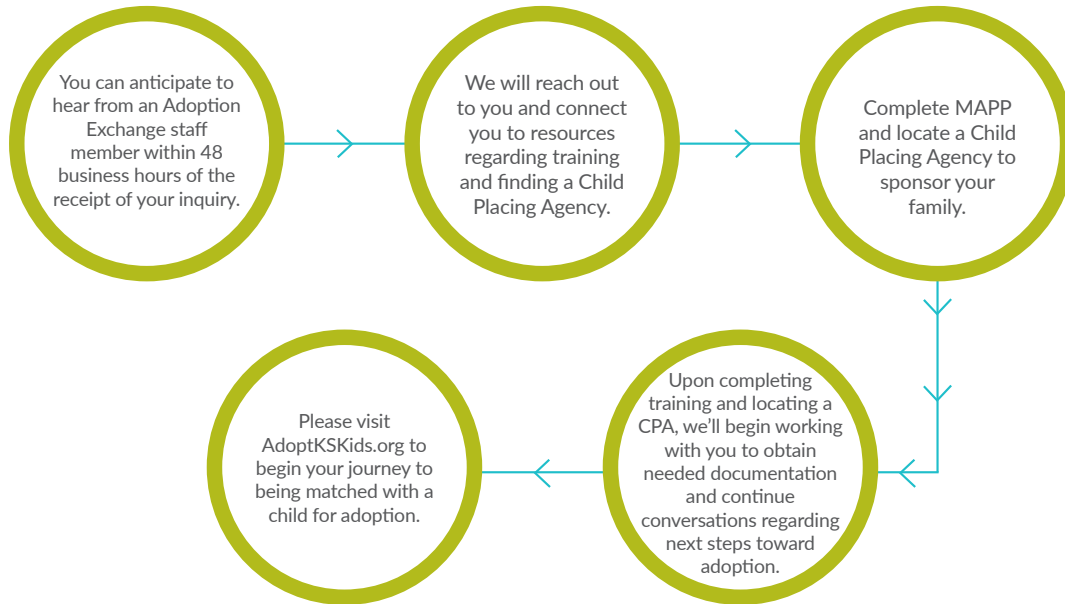 You can anticipate to
hear from an Adoption
Exchange staff
member within 48
business hours of the
receipt of your inquiry.
We will reach out
to you and connect
you to resources
regarding training
and finding a Child
Placing Agency.
Complete MAPP
and locate a Child
Placing Agency to
sponsor your
family.
Upon completing
training and locating a
CPA, we’ll begin working
with you to obtain
needed documentation
and continue
conversations regarding
next steps toward
adoption.
Please visit
AdoptKSKids.org to
begin your journey to
being matched with a
child for adoption.